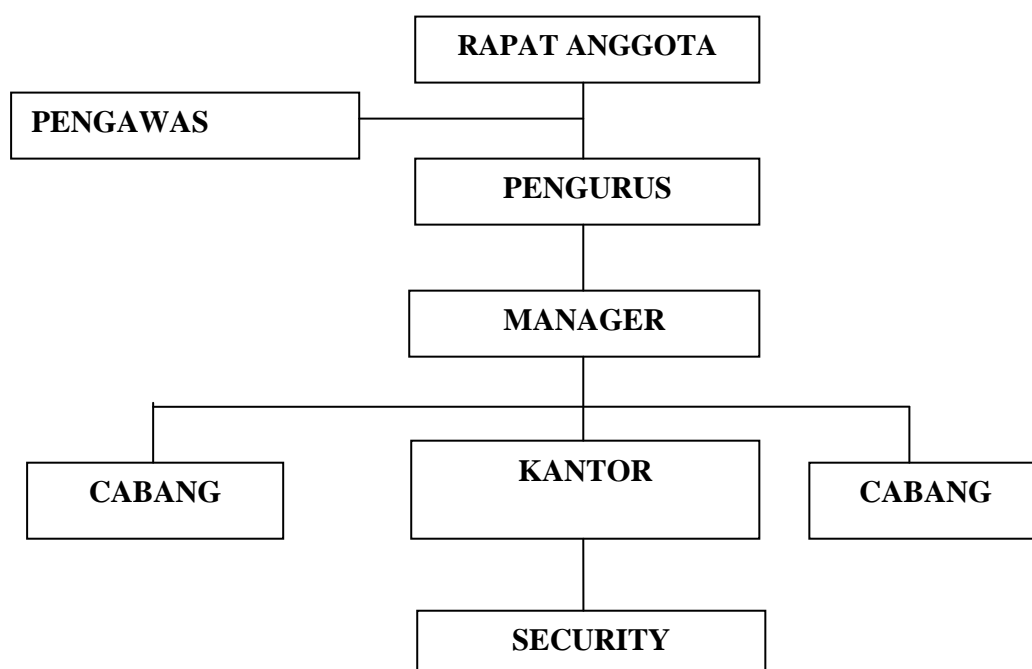 RAPAT ANGGOTA
PENGAWAS
PENGURUS
MANAGER
CABANG
KANTOR
CABANG
SECURITY